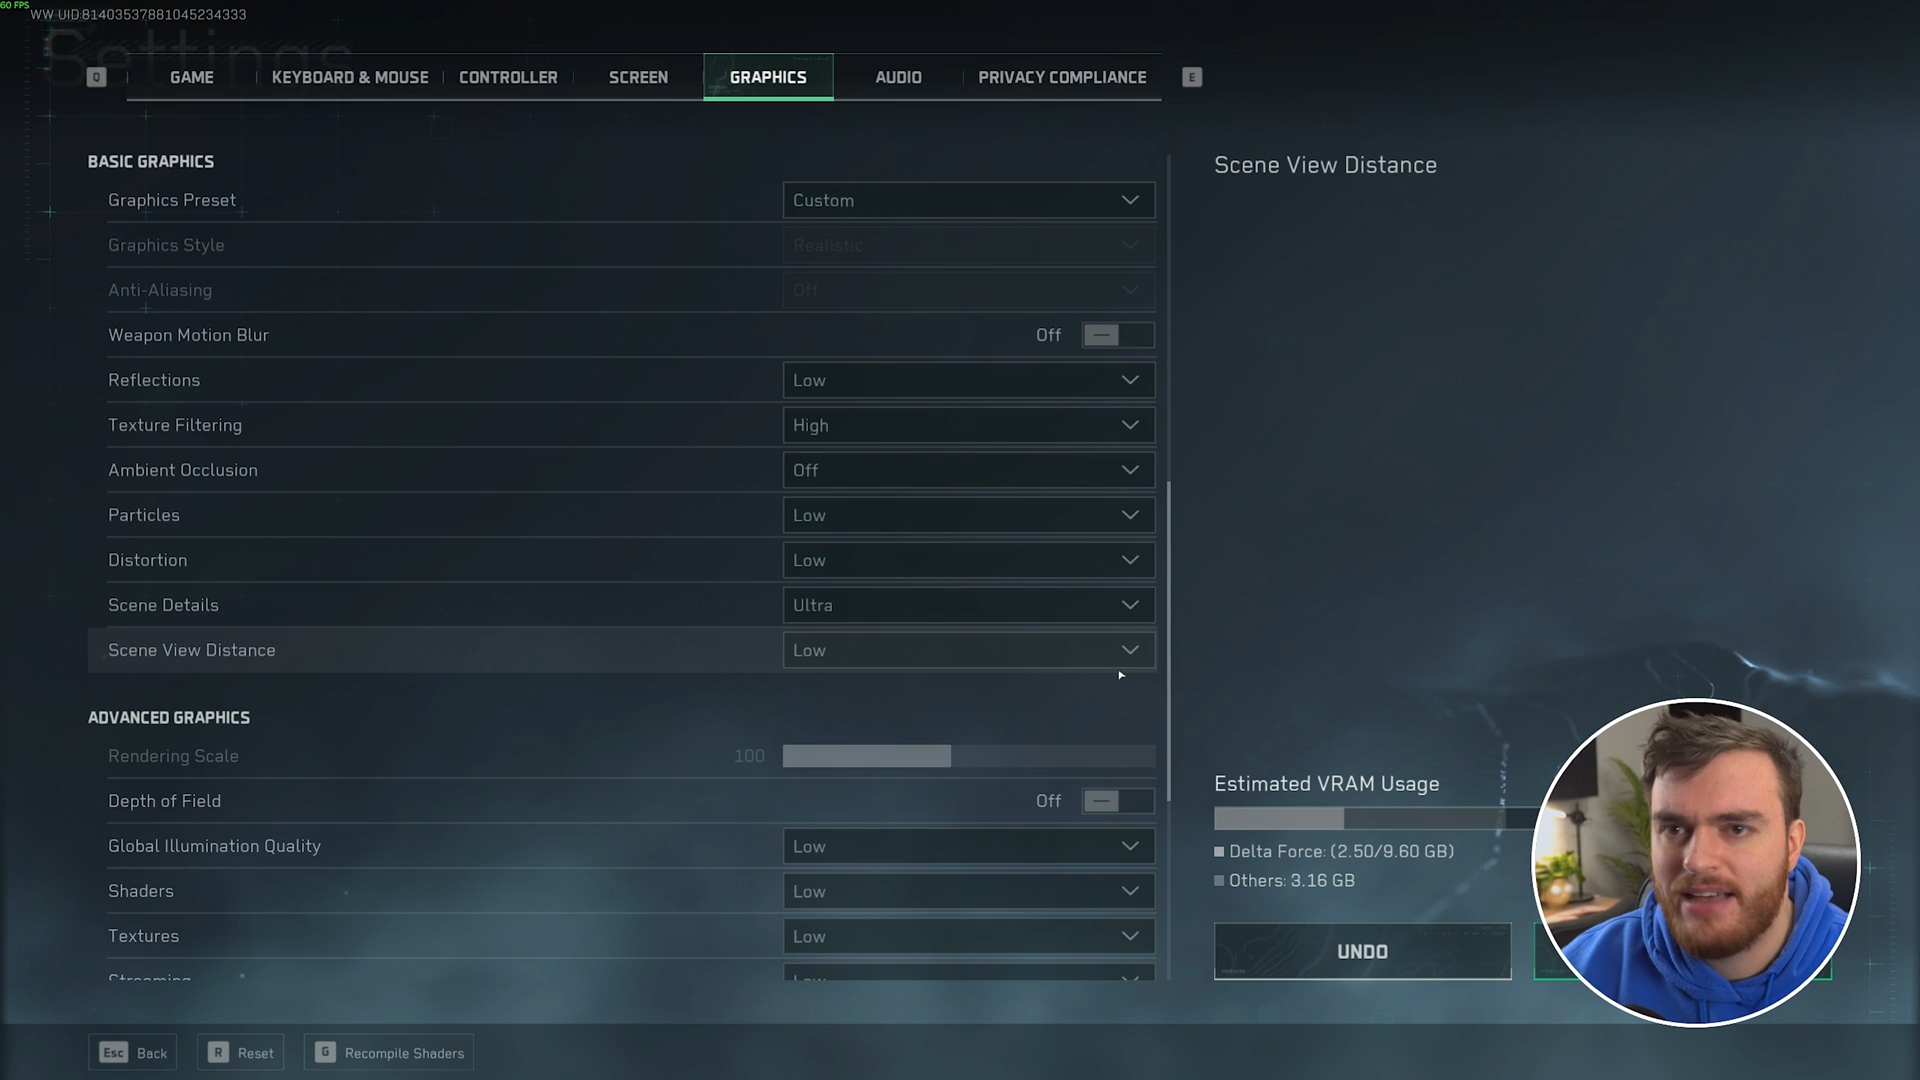 60 FPS
WW UID:81403537881045234333
Settings
Q GAME KEYBOARD & MOUSE CONTROLLER SCREEN GRAPHICS AUDIO PRIVACY COMPLIANCE E
BASIC GRAPHICS
Graphics Preset Custom
Graphics Style Realistic
Anti-Aliasing Off
Weapon Motion Blur Off
Reflections Low
Texture Filtering High
Ambient Occlusion Off
Particles Low
Distortion Low
Scene Details Ultra
Scene View Distance Low
ADVANCED GRAPHICS
Rendering Scale 100
Depth of Field Off
Global Illumination Quality Low
Shaders Low
Textures Low
Streaming Low
Scene View Distance
Estimated VRAM Usage
Delta Force: (2.50/9.60 GB)
Others: 3.16 GB
UNDO
Esc Back R Reset G Recompile Shaders